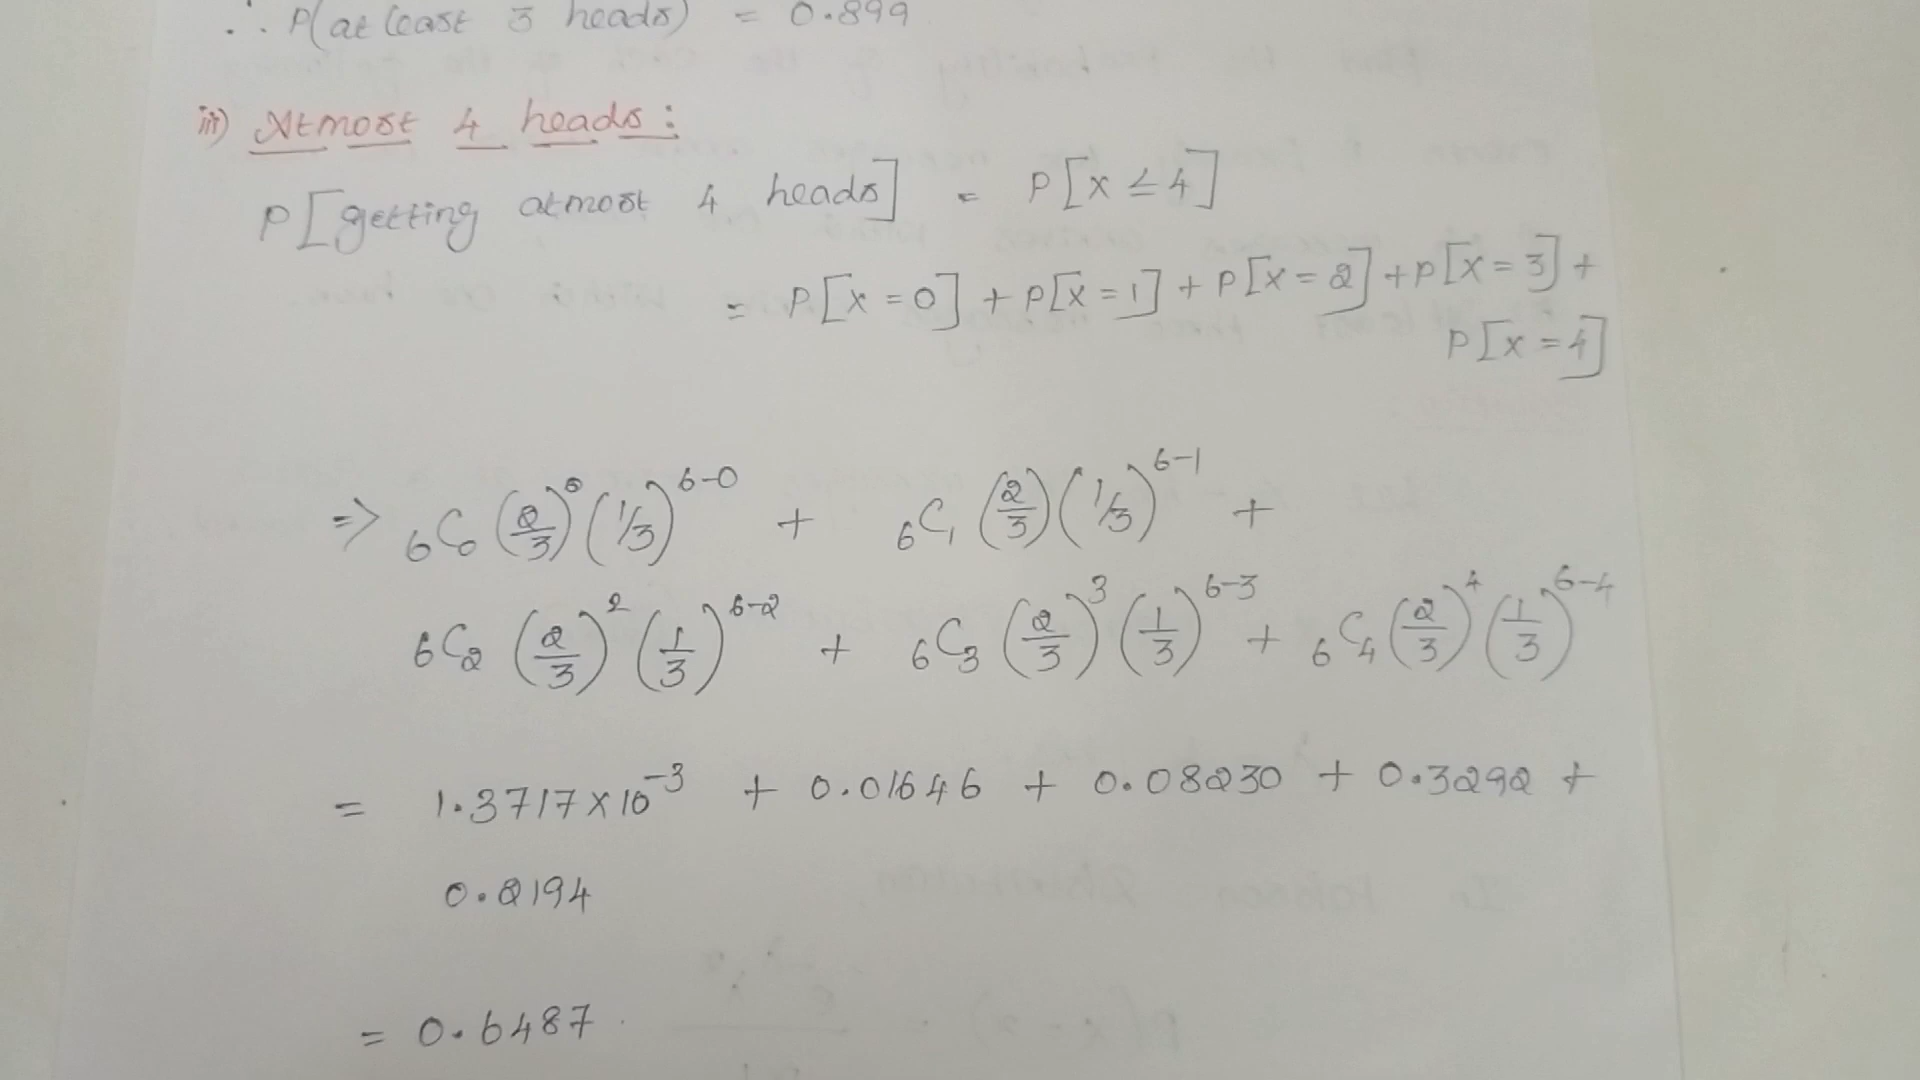 ∴ P(at least 3 heads) = 0.899
iii) Atmost 4 heads:
P[getting atmost 4 heads] = P[x ≤ 4]
= P[x = 0] + P[x = 1] + P[x = 2] + P[x = 3] +
P[x = 4]
=> 6C₀ (2/3)⁰ (1/3)⁶⁻⁰ + 6C₁ (2/3) (1/3)⁶⁻¹ +
6C₂ (2/3)² (1/3)⁶⁻² + 6C₃ (2/3)³ (1/3)⁶⁻³ + 6C₄ (2/3)⁴ (1/3)⁶⁻⁴
= 1.3717 × 10⁻³ + 0.01646 + 0.08230 + 0.3292 +
0.2194
= 0.6487